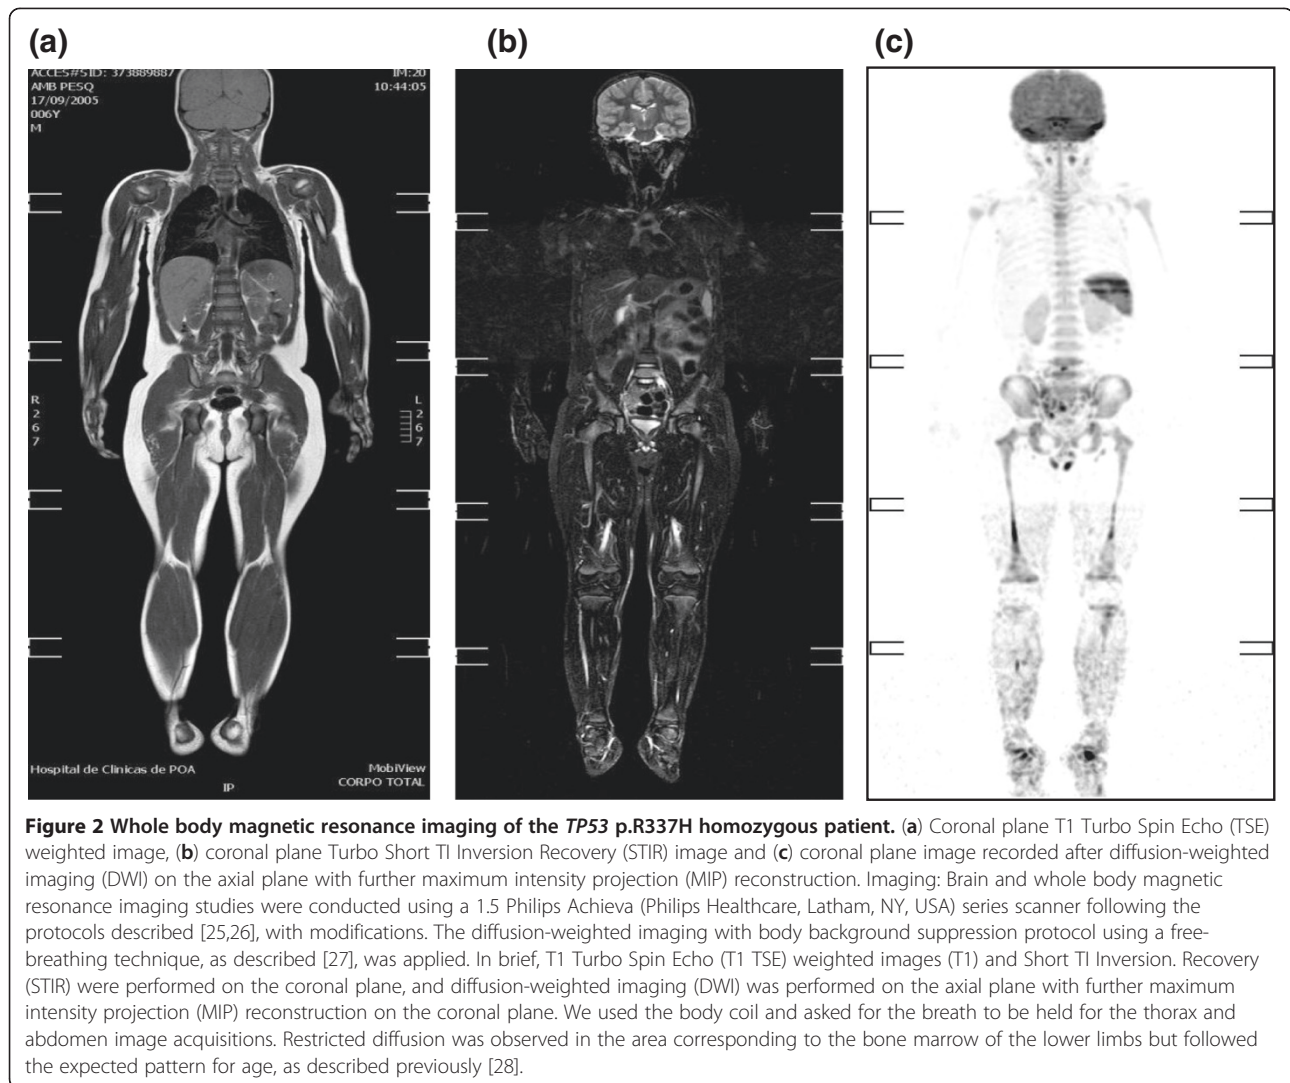 (a)
(b)
(c)
ACCES#SID: 373889887
IM:20
AMB PESQ
10:44:05
17/09/2005
006Y
M
R
2
6
7
L
2
6
7
Hospital de Clinicas de POA
MobiView
IP
CORPO TOTAL
Figure 2 Whole body magnetic resonance imaging of the TP53 p.R337H homozygous patient. (a) Coronal plane T1 Turbo Spin Echo (TSE)
weighted image, (b) coronal plane Turbo Short TI Inversion Recovery (STIR) image and (c) coronal plane image recorded after diffusion-weighted
imaging (DWI) on the axial plane with further maximum intensity projection (MIP) reconstruction. Imaging: Brain and whole body magnetic
resonance imaging studies were conducted using a 1.5 Philips Achieva (Philips Healthcare, Latham, NY, USA) series scanner following the
protocols described [25,26], with modifications. The diffusion-weighted imaging with body background suppression protocol using a free-
breathing technique, as described [27], was applied. In brief, T1 Turbo Spin Echo (T1 TSE) weighted images (T1) and Short TI Inversion. Recovery
(STIR) were performed on the coronal plane, and diffusion-weighted imaging (DWI) was performed on the axial plane with further maximum
intensity projection (MIP) reconstruction on the coronal plane. We used the body coil and asked for the breath to be held for the thorax and
abdomen image acquisitions. Restricted diffusion was observed in the area corresponding to the bone marrow of the lower limbs but followed
the expected pattern for age, as described previously [28].